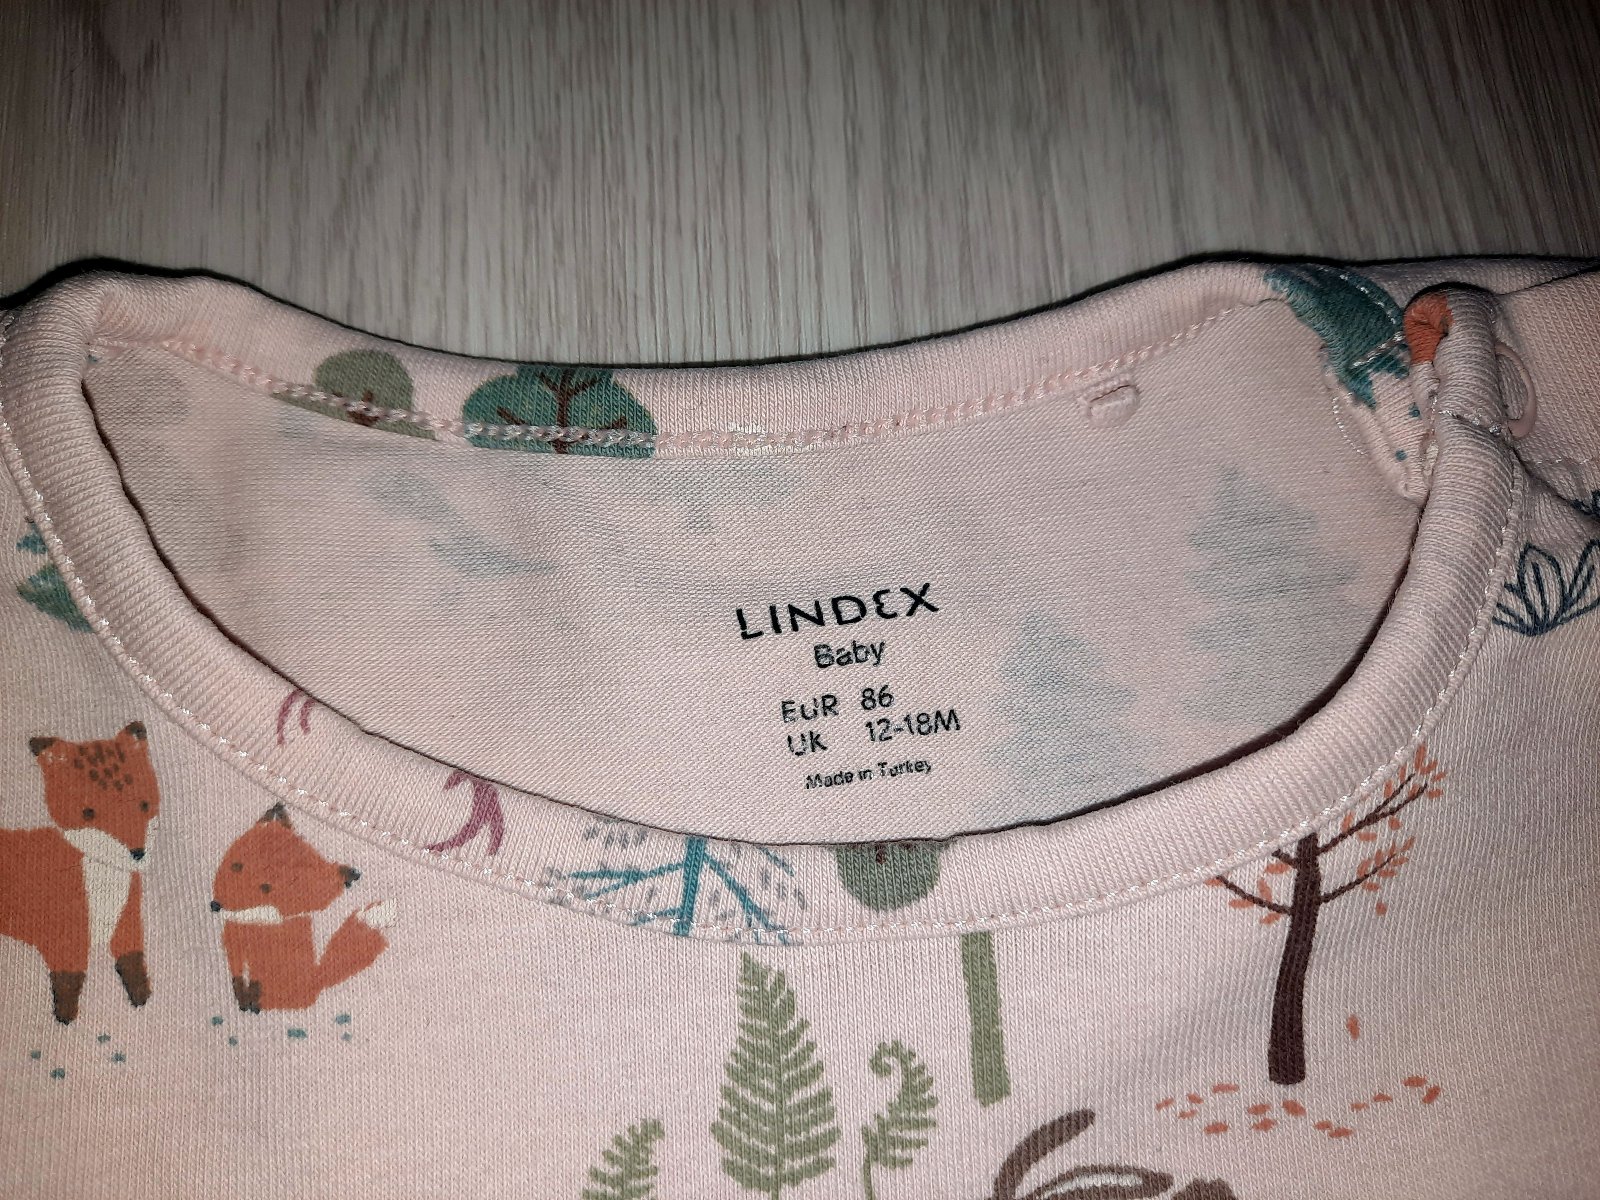 LINDEX
Baby
EUR 86
UK 12-18M
Made in Turkey